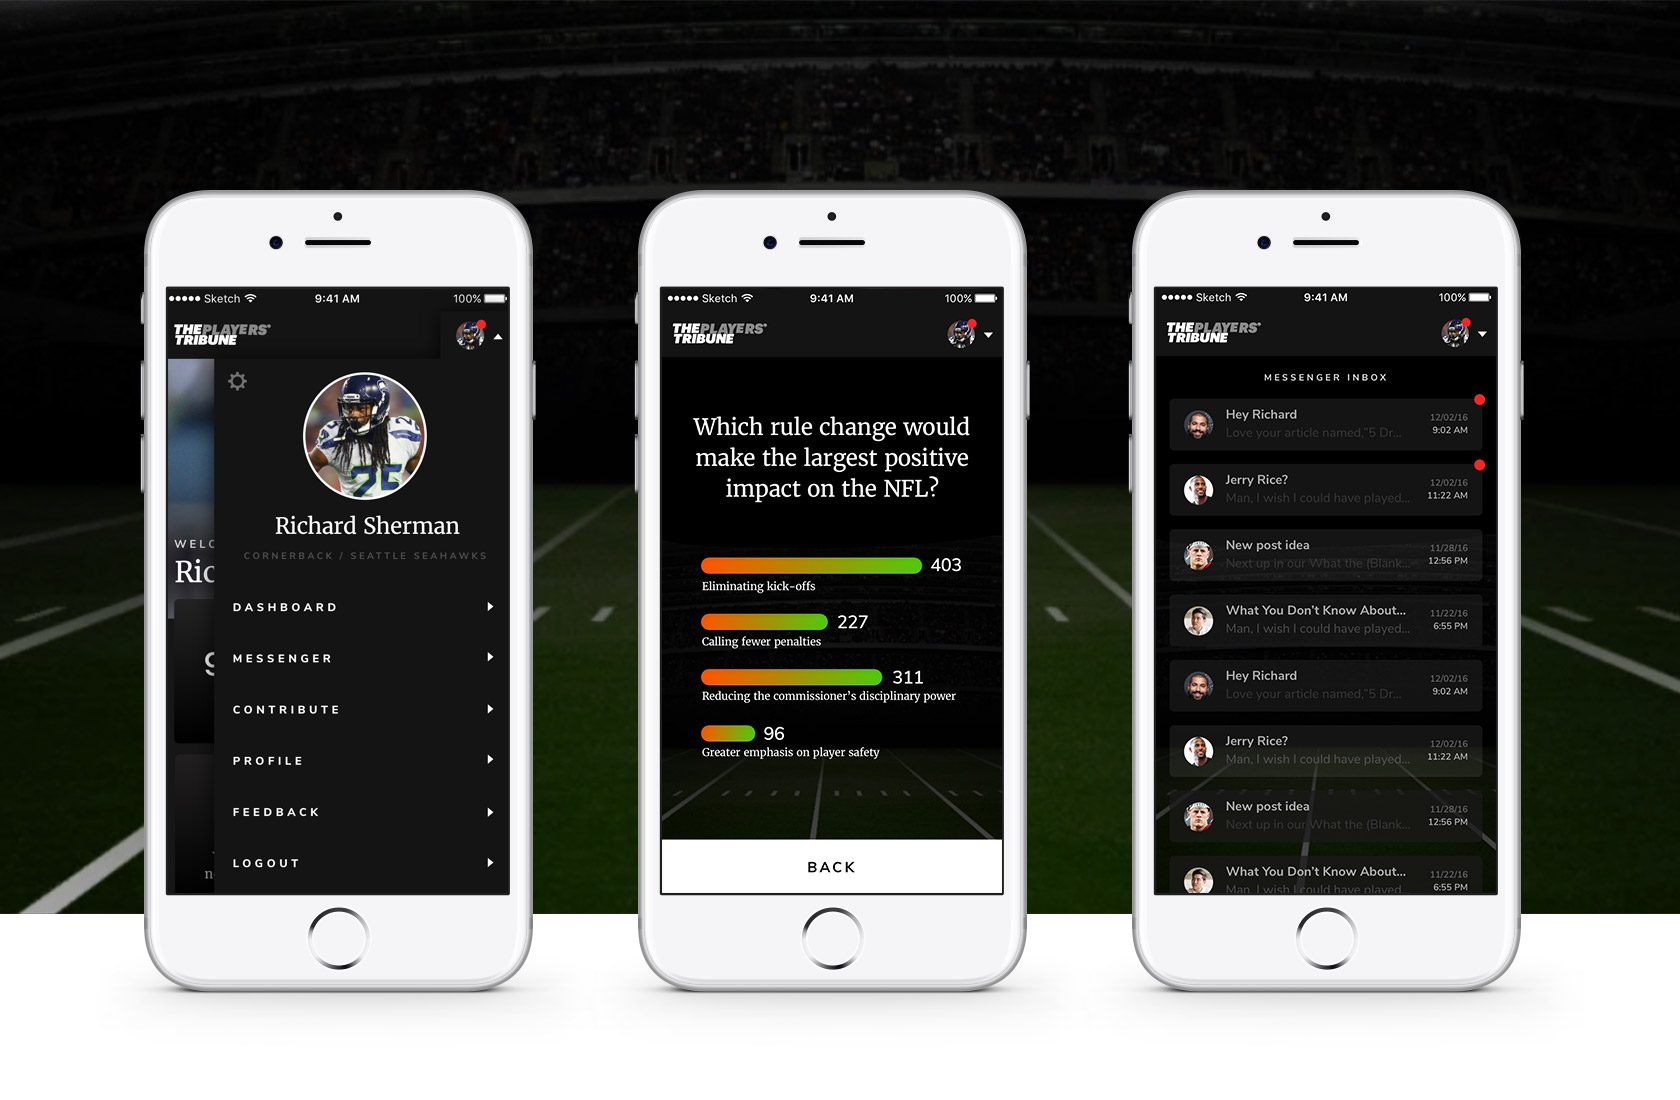 Sketch 9:41 AM 100%
THEPLAYERS'
TRIBUNE
WELC
Ric
9
n
Richard Sherman
CORNERBACK / SEATTLE SEAHAWKS
DASHBOARD
MESSENGER
CONTRIBUTE
PROFILE
FEEDBACK
LOGOUT
Sketch 9:41 AM 100%
THEPLAYERS'
TRIBUNE
Which rule change would
make the largest positive
impact on the NFL?
403
Eliminating kick-offs
227
Calling fewer penalties
311
Reducing the commissioner's disciplinary power
96
Greater emphasis on player safety
BACK
Sketch 9:41 AM 100%
THEPLAYERS'
TRIBUNE
MESSENGER INBOX
Hey Richard 12/02/16
Love your article named,"5 Dr... 9:02 AM
Jerry Rice? 12/02/16
Man, I wish I could have played... 11:22 AM
New post idea 11/28/16
Next up in our What the (Blank... 12:56 PM
What You Don't Know About... 11/22/16
Man, I wish I could have played... 6:55 PM
Hey Richard 12/02/16
Love your article named,"5 Dr... 9:02 AM
Jerry Rice? 12/02/16
Man, I wish I could have played... 11:22 AM
New post idea 11/28/16
Next up in our What the (Blank... 12:56 PM
What You Don't Know About... 11/22/16
Man, I wish I could have played 6:55 PM